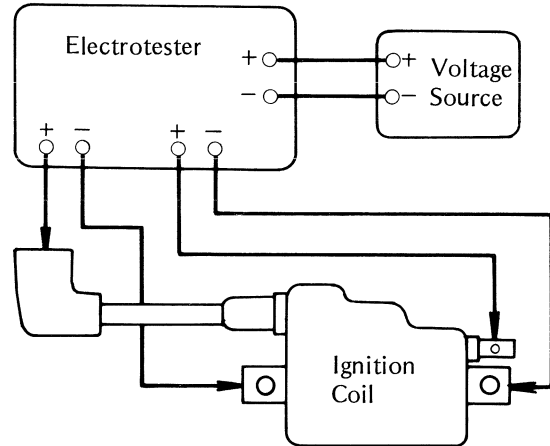 Electrotester
+
+
Voltage
−
−
Source
+
−
+
−
Ignition
Coil